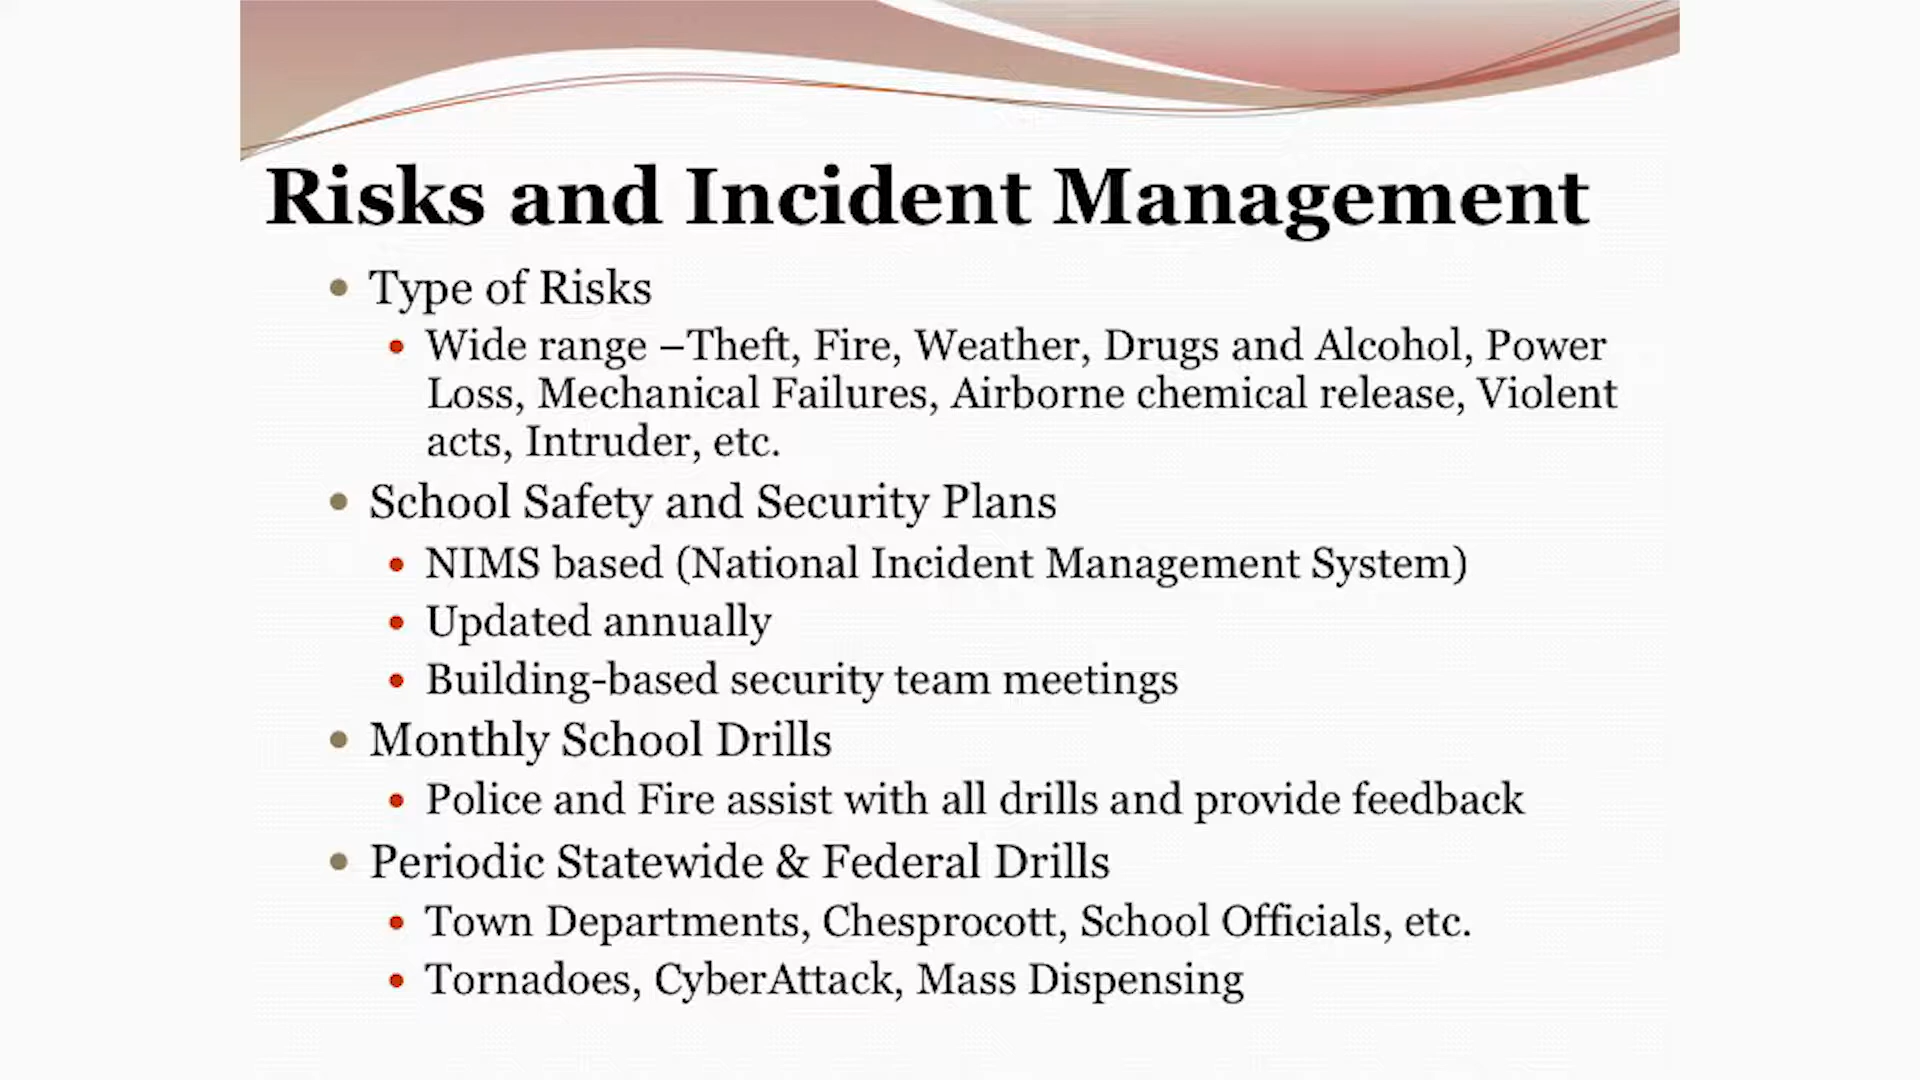 Risks and Incident Management
• Type of Risks
• Wide range –Theft, Fire, Weather, Drugs and Alcohol, Power
Loss, Mechanical Failures, Airborne chemical release, Violent
acts, Intruder, etc.
• School Safety and Security Plans
• NIMS based (National Incident Management System)
• Updated annually
• Building-based security team meetings
• Monthly School Drills
• Police and Fire assist with all drills and provide feedback
• Periodic Statewide & Federal Drills
• Town Departments, Chesprocott, School Officials, etc.
• Tornadoes, CyberAttack, Mass Dispensing